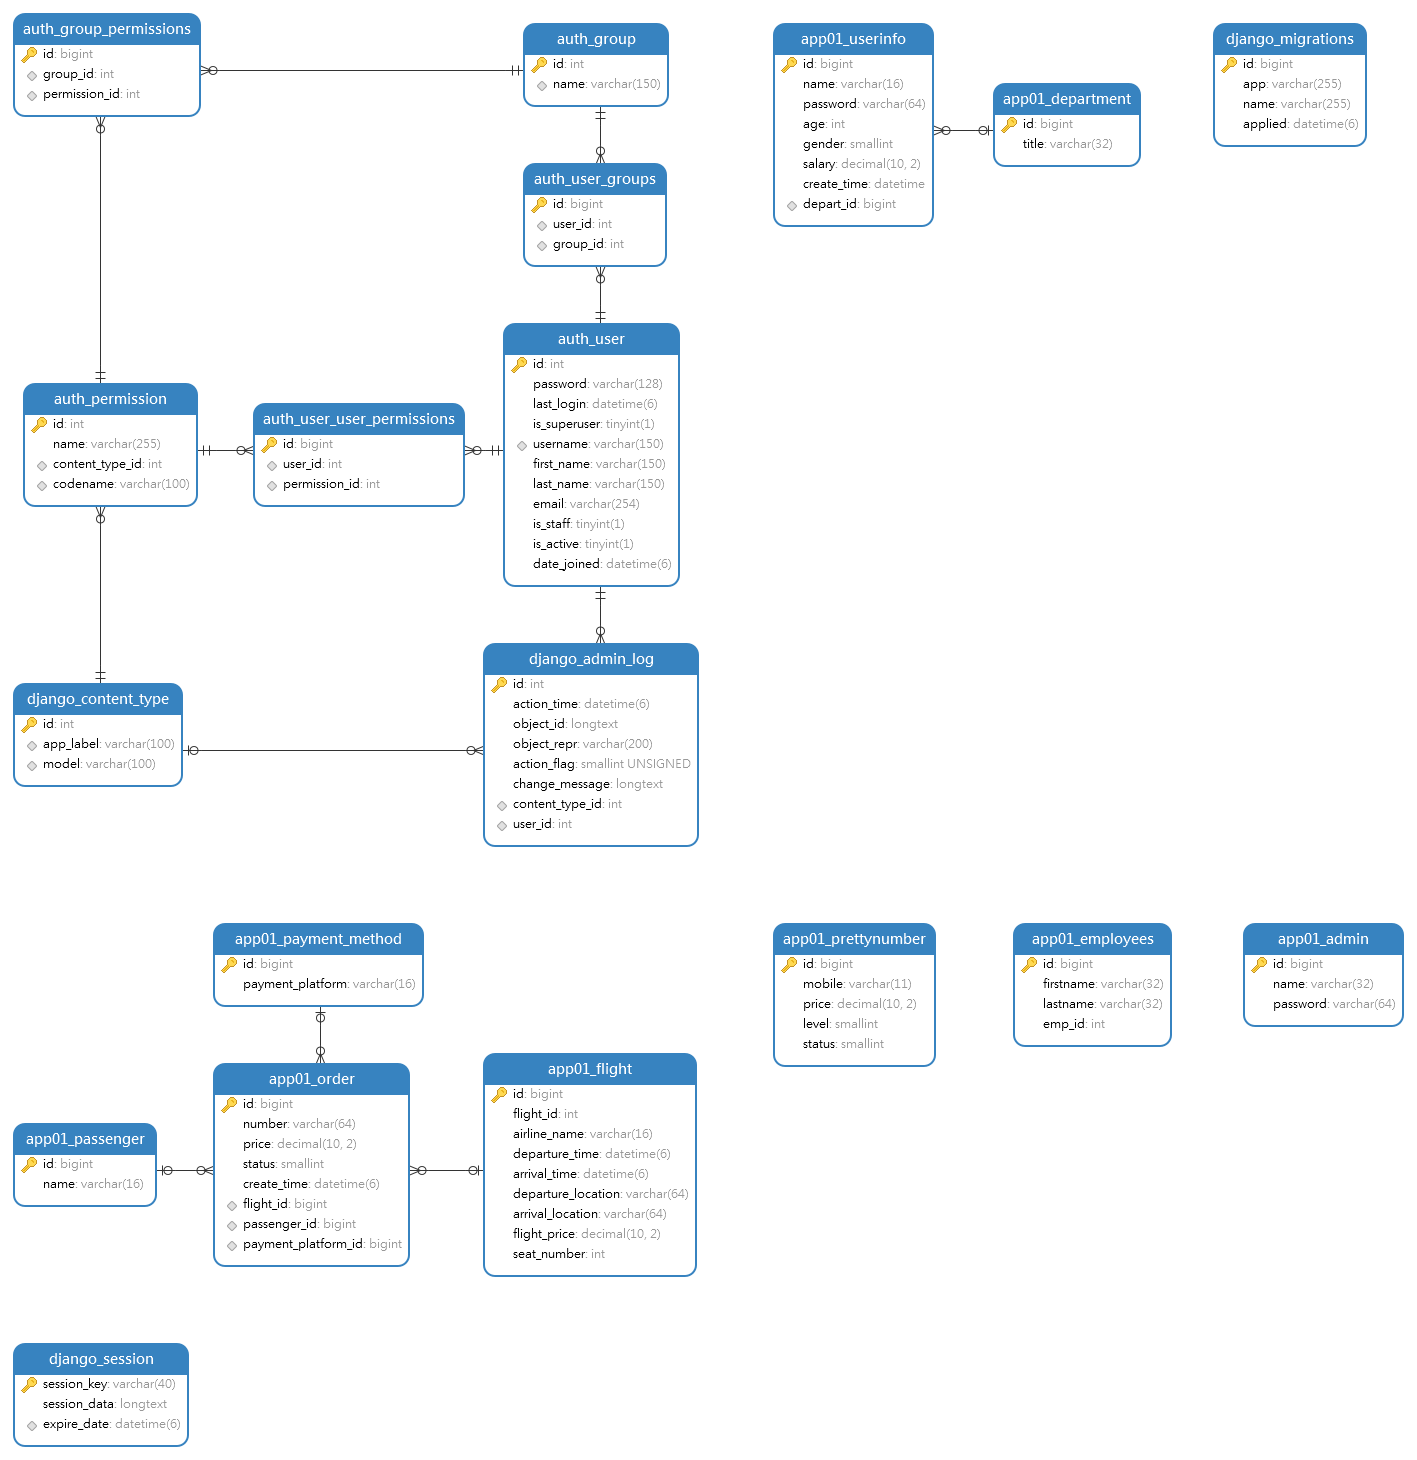 auth_group_permissions
id: bigint
group_id: int
permission_id: int
auth_group
id: int
name: varchar(150)
app01_userinfo
id: bigint
name: varchar(16)
password: varchar(64)
age: int
gender: smallint
salary: decimal(10, 2)
create_time: datetime
depart_id: bigint
app01_department
id: bigint
title: varchar(32)
django_migrations
id: bigint
app: varchar(255)
name: varchar(255)
applied: datetime(6)
auth_user_groups
id: bigint
user_id: int
group_id: int
auth_user
id: int
password: varchar(128)
last_login: datetime(6)
is_superuser: tinyint(1)
username: varchar(150)
first_name: varchar(150)
last_name: varchar(150)
email: varchar(254)
is_staff: tinyint(1)
is_active: tinyint(1)
date_joined: datetime(6)
auth_permission
id: int
name: varchar(255)
content_type_id: int
codename: varchar(100)
auth_user_user_permissions
id: bigint
user_id: int
permission_id: int
django_content_type
id: int
app_label: varchar(100)
model: varchar(100)
django_admin_log
id: int
action_time: datetime(6)
object_id: longtext
object_repr: varchar(200)
action_flag: smallint UNSIGNED
change_message: longtext
content_type_id: int
user_id: int
app01_payment_method
id: bigint
payment_platform: varchar(16)
app01_prettynumber
id: bigint
mobile: varchar(11)
price: decimal(10, 2)
level: smallint
status: smallint
app01_employees
id: bigint
firstname: varchar(32)
lastname: varchar(32)
emp_id: int
app01_admin
id: bigint
name: varchar(32)
password: varchar(64)
app01_passenger
id: bigint
name: varchar(16)
app01_order
id: bigint
number: varchar(64)
price: decimal(10, 2)
status: smallint
create_time: datetime(6)
flight_id: bigint
passenger_id: bigint
payment_platform_id: bigint
app01_flight
id: bigint
flight_id: int
airline_name: varchar(16)
departure_time: datetime(6)
arrival_time: datetime(6)
departure_location: varchar(64)
arrival_location: varchar(64)
flight_price: decimal(10, 2)
seat_number: int
django_session
session_key: varchar(40)
session_data: longtext
expire_date: datetime(6)